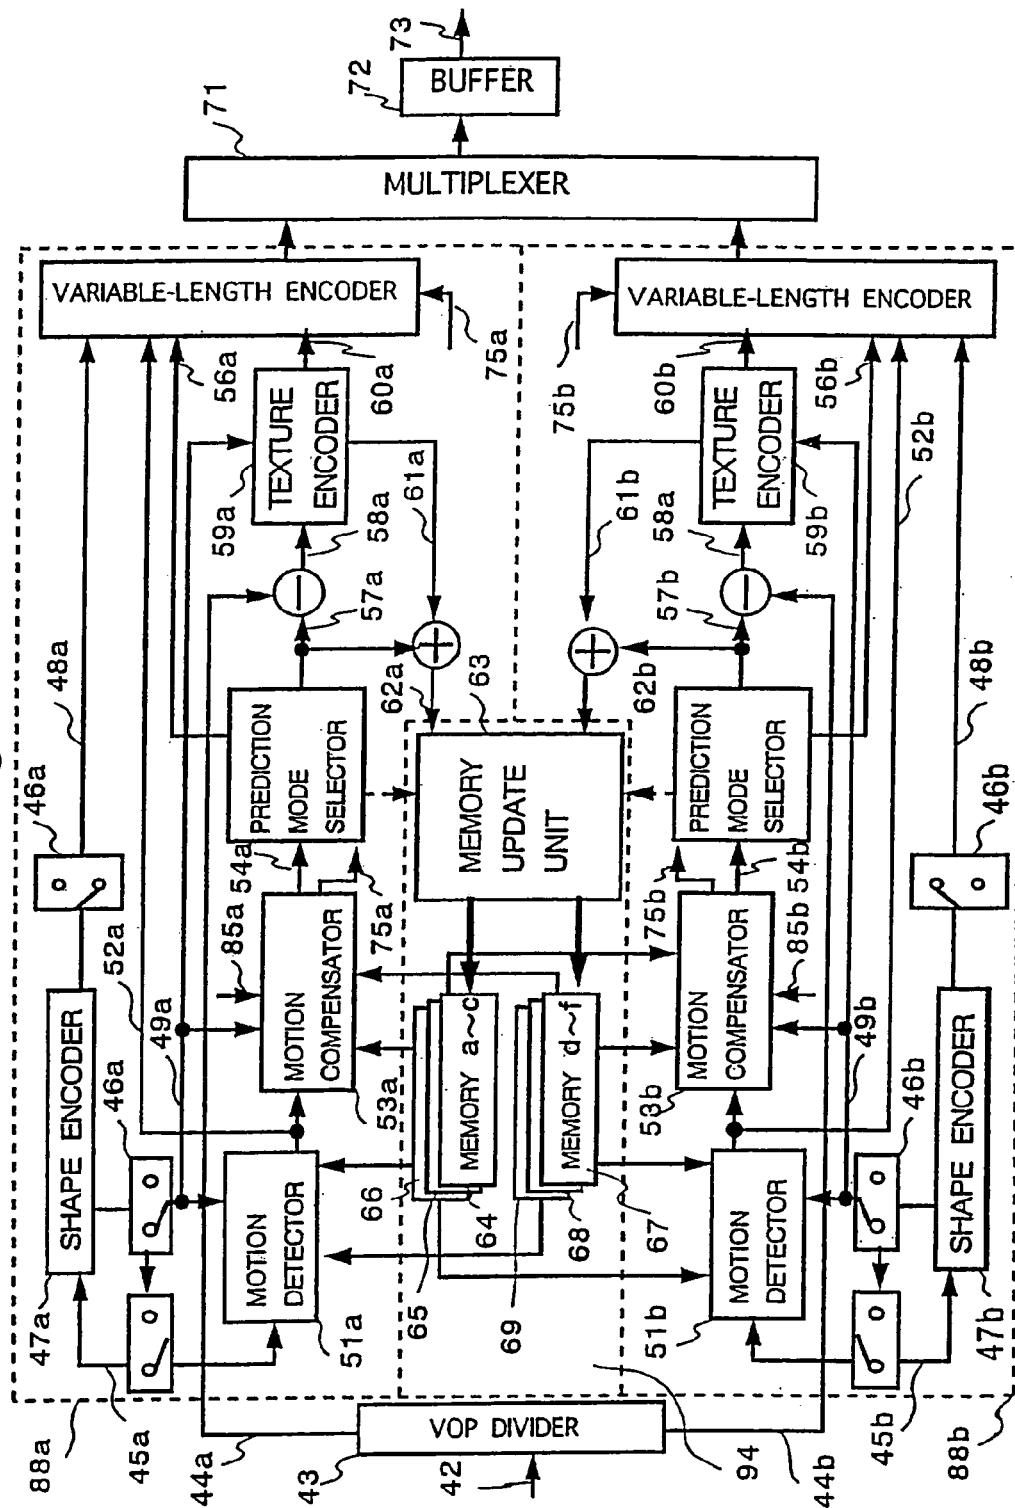 73
72
BUFFER
71
MULTIPLEXER
VARIABLE-LENGTH ENCODER
VARIABLE-LENGTH ENCODER
75a
75b
56a
60a
60b
56b
52b
TEXTURE
ENCODER
59a
61a
58a
57a
TEXTURE
ENCODER
59b
61b
58a
57b
48a
48b
62a
63
62b
46a
46b
PREDICTION
MODE
SELECTOR
MEMORY
UPDATE
UNIT
PREDICTION
MODE
SELECTOR
54a
75a
75b
54b
85a
85b
52a
49a
49b
MOTION
COMPENSATOR
53a
MEMORY a~c
MEMORY d~f
MOTION
COMPENSATOR
53b
46a
46b
SHAPE ENCODER
47a
SHAPE ENCODER
47b
MOTION
DETECTOR
51a
MOTION
DETECTOR
51b
66
65
64
69
68
67
88a
45a
44a
43
42
VOP DIVIDER
94
44b
45b
88b